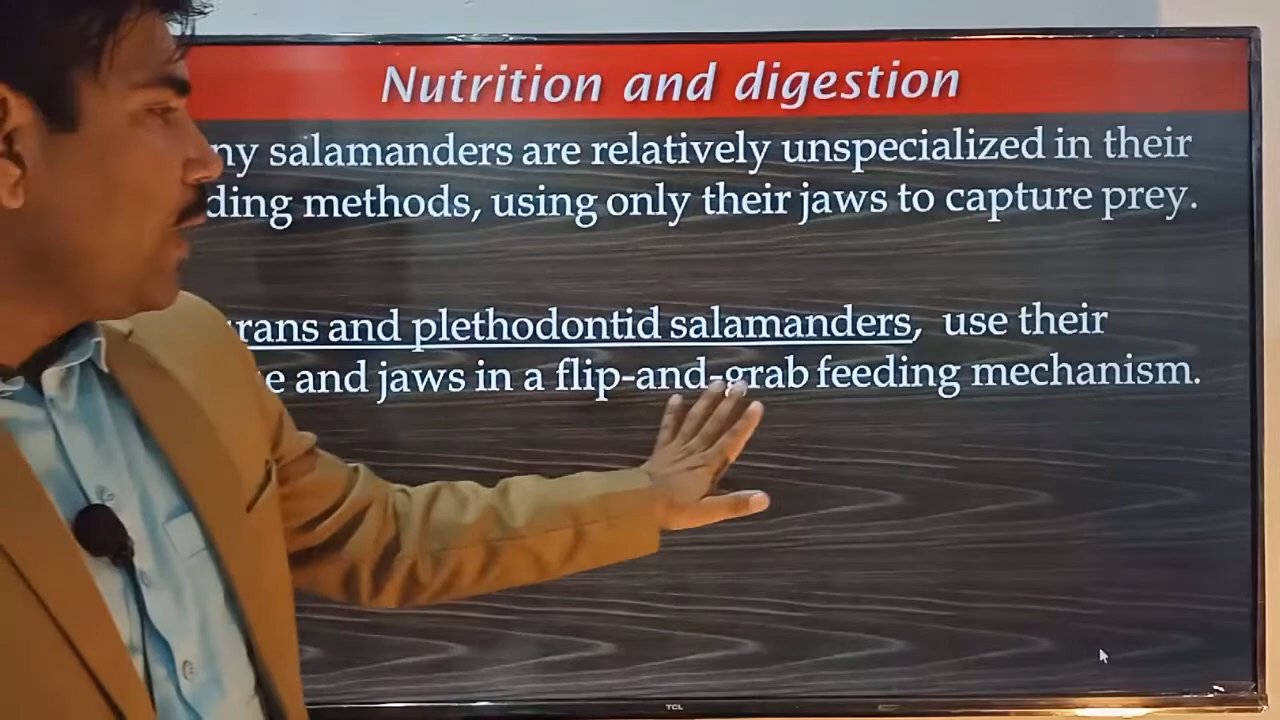 Nutrition and digestion
ny salamanders are relatively unspecialized in their
ding methods, using only their jaws to capture prey.
rans and plethodontid salamanders, use their
e and jaws in a flip-and-grab feeding mechanism.
TCL